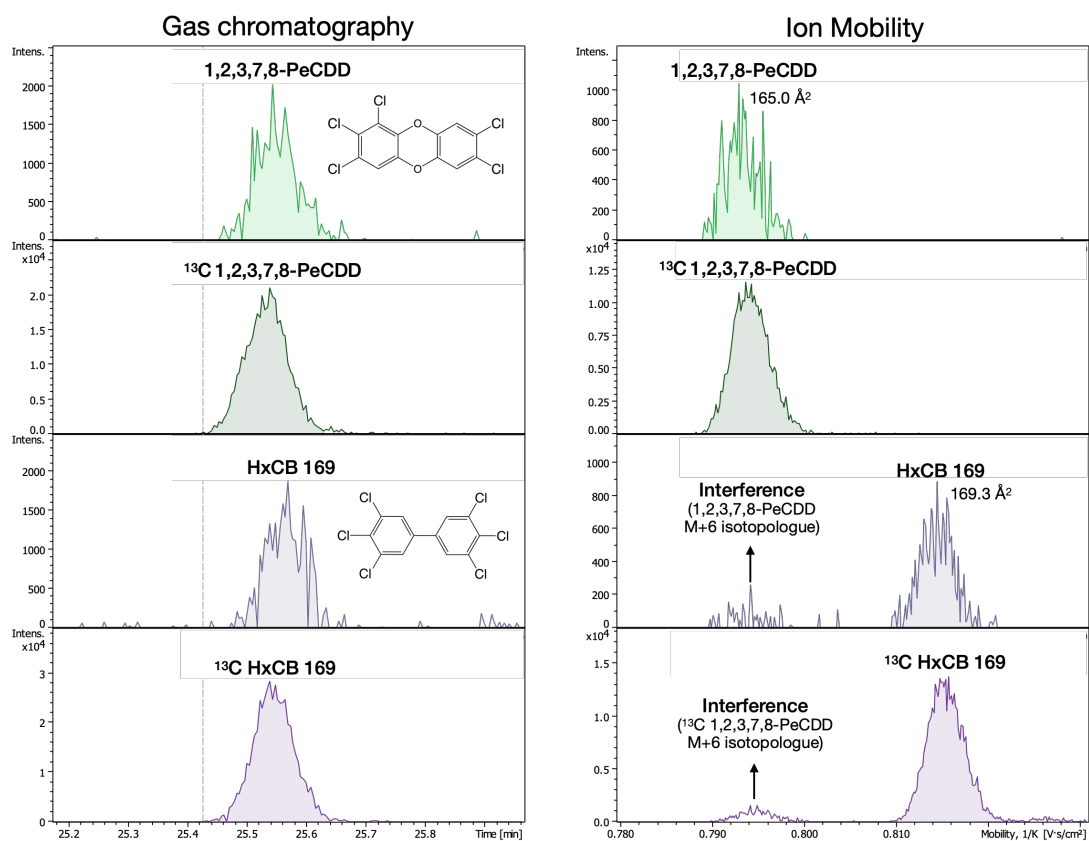 Gas chromatography
Ion Mobility
Intens.
1,2,3,7,8-PeCDD
2000
1500
1000
500
0
Cl
Cl
Cl
O
O
Cl
Cl
Intens.
1,2,3,7,8-PeCDD
165.0 Å²
1000
800
600
400
200
0
Intens.
x10⁴
¹³C 1,2,3,7,8-PeCDD
2.0
1.5
1.0
0.5
0.0
x10⁴
¹³C 1,2,3,7,8-PeCDD
1.25
1.00
0.75
0.50
0.25
0.00
Intens.
HxCB 169
2000
1500
1000
500
0
Cl
Cl
Cl
Cl
Cl
Cl
1000
800
600
400
200
0
HxCB 169
169.3 Å²
Interference
(1,2,3,7,8-PeCDD
M+6 isotopologue)
Intens.
x10⁴
¹³C HxCB 169
3
2
1
0
25.2
25.3
25.4
25.5
25.6
25.7
25.8
Time [min]
x10⁴
¹³C HxCB 169
1.5
1.0
0.5
0.0
Interference
(¹³C 1,2,3,7,8-PeCDD
M+6 isotopologue)
0.780
0.790
0.800
0.810
Mobility, 1/K [V·s/cm²]